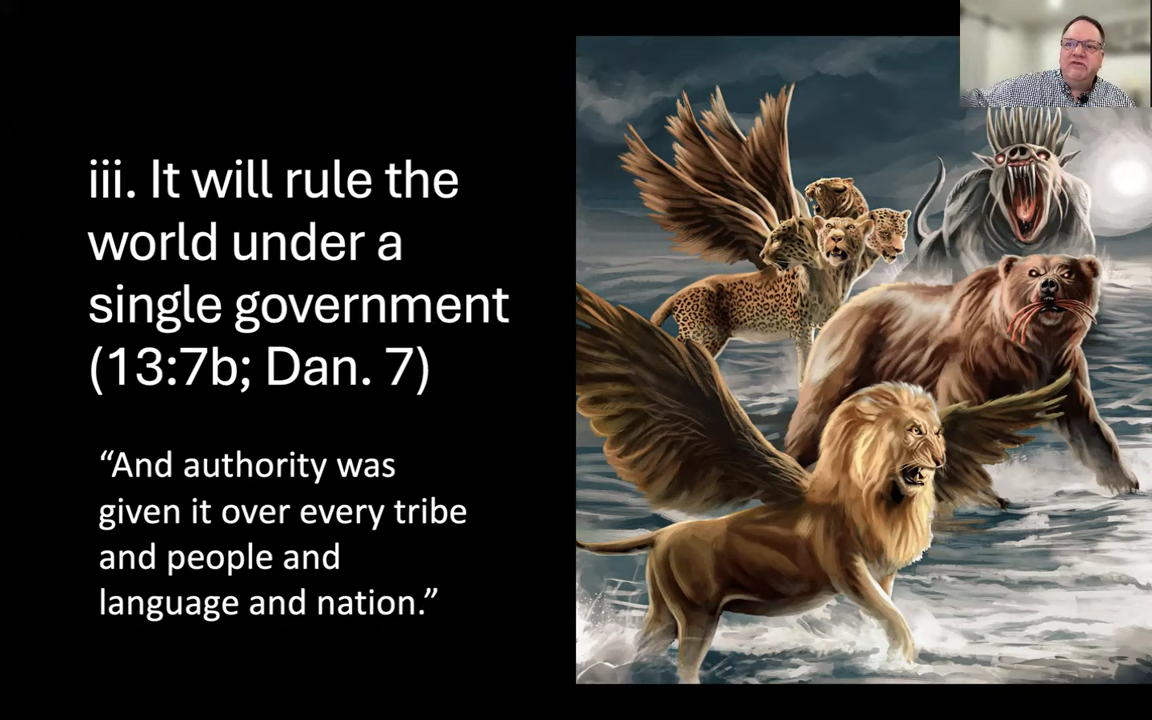 iii. It will rule the
world under a
single government
(13:7b; Dan. 7)
“And authority was
given it over every tribe
and people and
language and nation.”